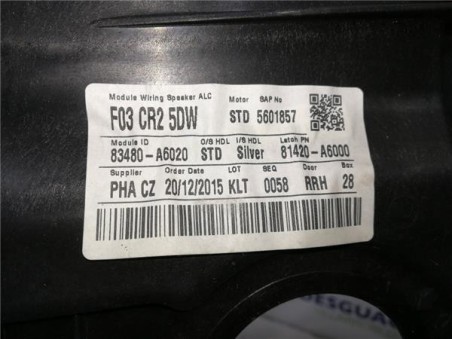 Module Wiring Speaker ALC Motor SAP No
F03 CR2 5DW STD 5601857
Module ID O/S HDL I/S HDL Latch PN
83480-A6020 STD Silver 81420-A6000
Supplier Order Date LOT SEQ Door Box
PHA CZ 20/12/2015 KLT 0058 RRH 28
DESGUA